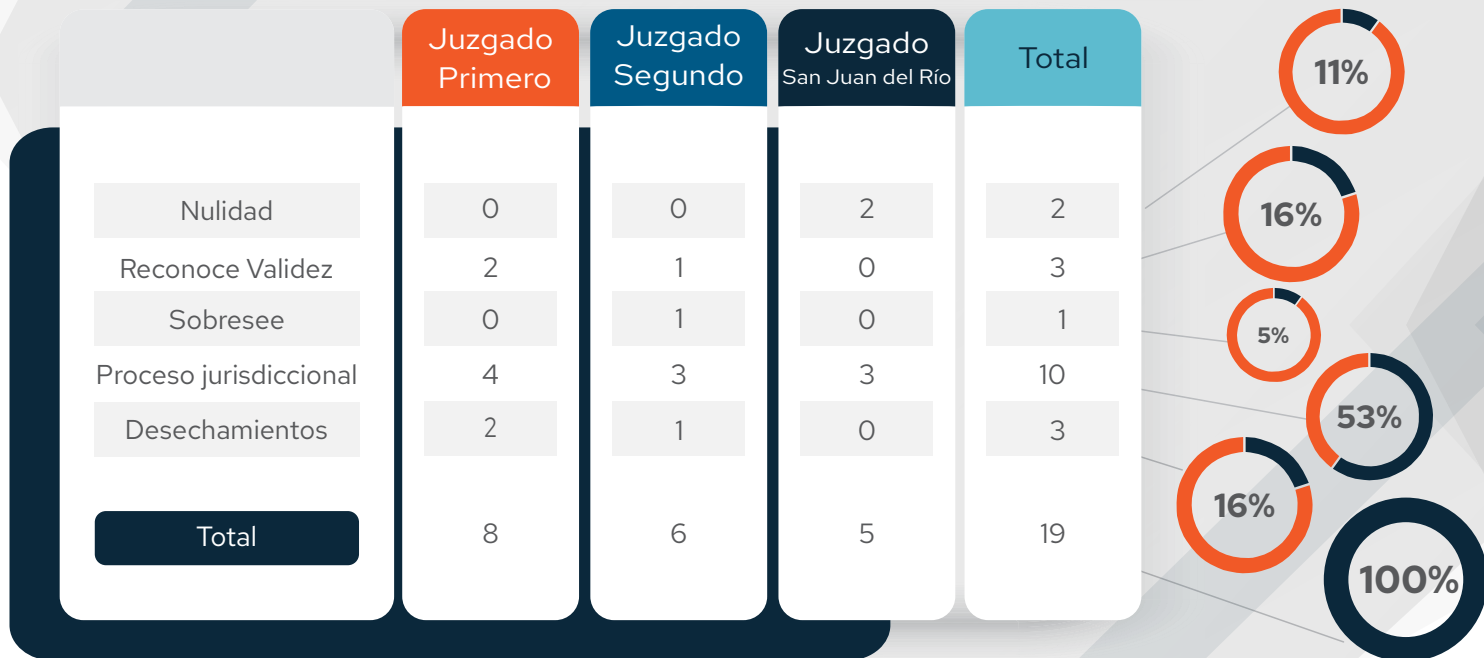 Juzgado
Primero
Juzgado
Segundo
Juzgado
San Juan del Río
Total
Nulidad 0 0 2 2
Reconoce Validez 2 1 0 3
Sobresee 0 1 0 1
Proceso jurisdiccional 4 3 3 10
Desechamientos 2 1 0 3
Total 8 6 5 19
11%
16%
5%
53%
16%
100%